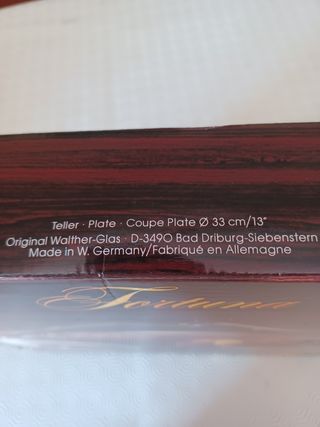 Teller · Plate · Coupe Plate Ø 33 cm/13"
Original Walther-Glas · D-3490 Bad Driburg-Siebenstern
Made in W. Germany/Fabriqué en Allemagne
Fortuna